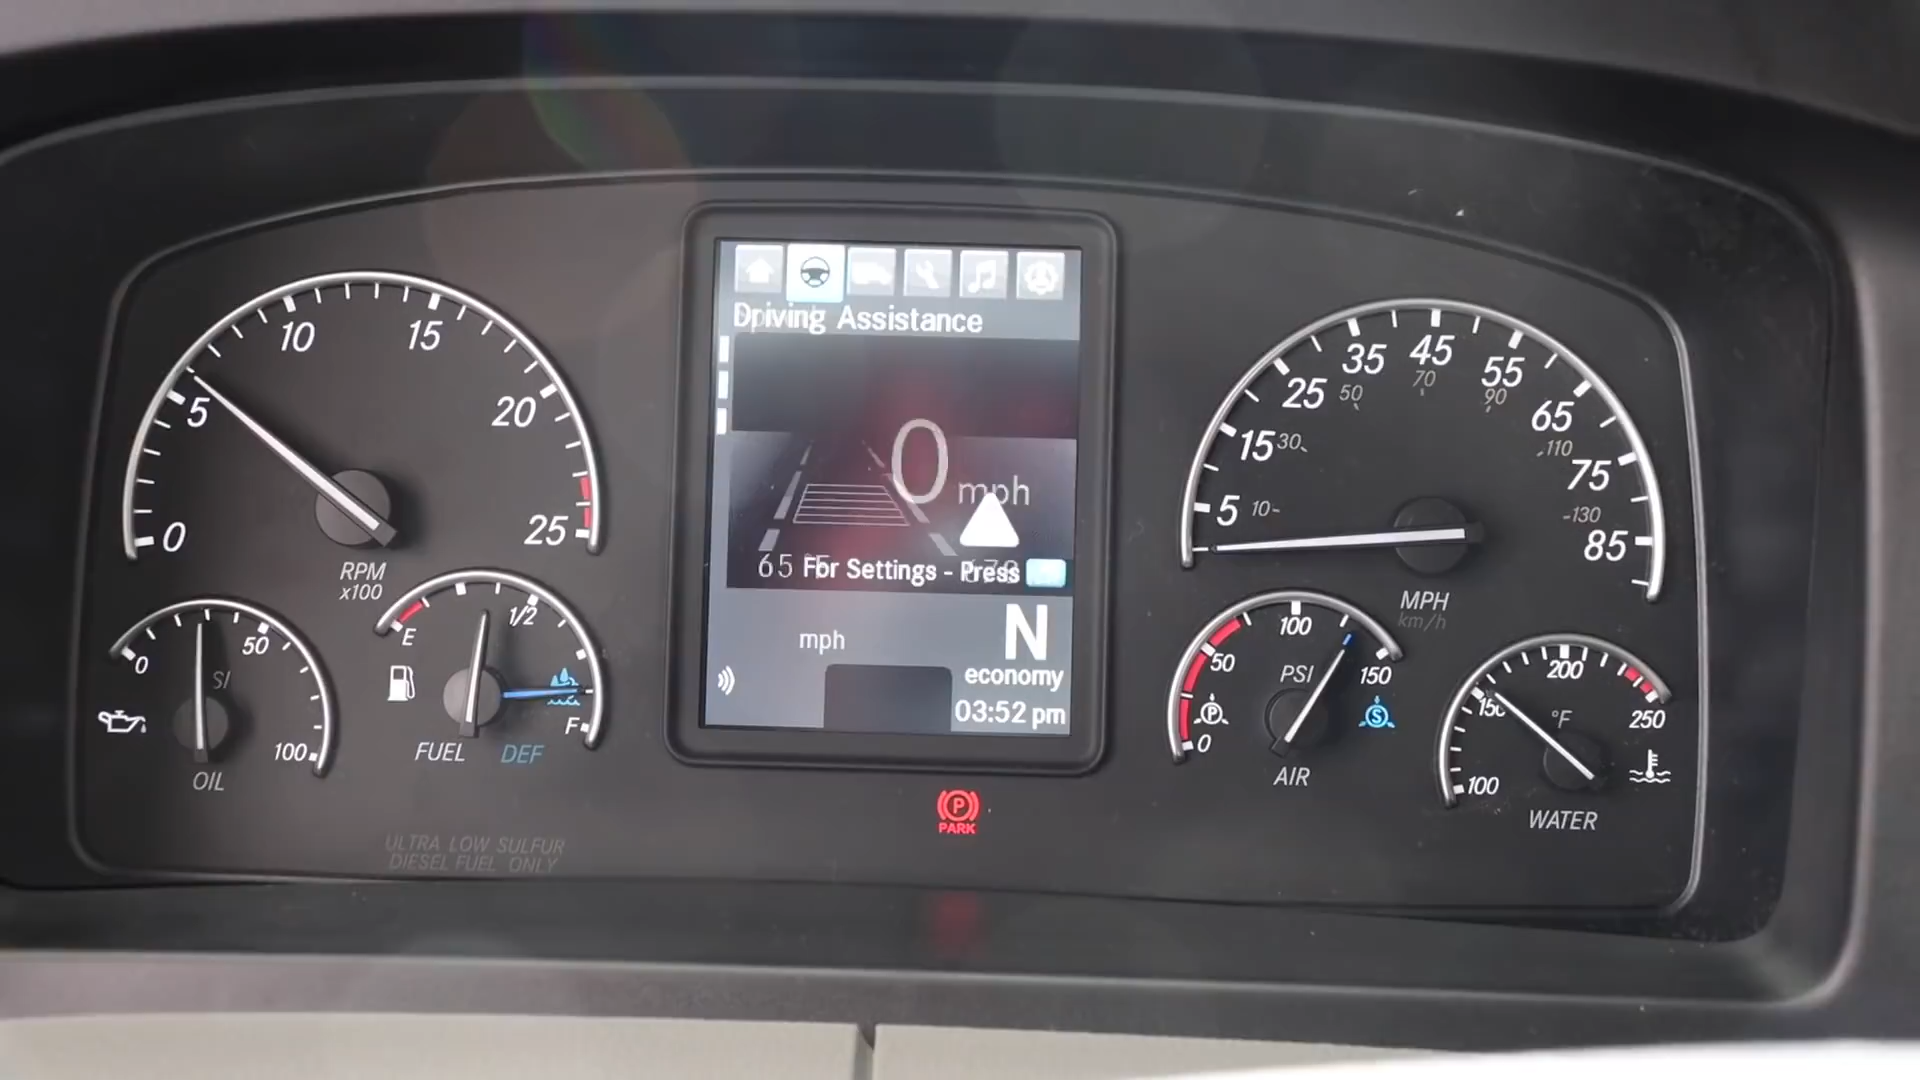 0
5
10
15
20
25
RPM
x100
0
50
100
SI
OIL
E
1/2
F
FUEL
DEF
ULTRA LOW SULFUR
DIESEL FUEL ONLY
Driving Assistance
0 mph
65 °F
For Settings - Press
mph
N
economy
03:52 pm
P
PARK
5
15
25
35
45
55
65
75
85
10
30
50
70
90
110
130
MPH
km/h
0
50
100
150
PSI
P
S
AIR
100
150
200
250
°F
WATER